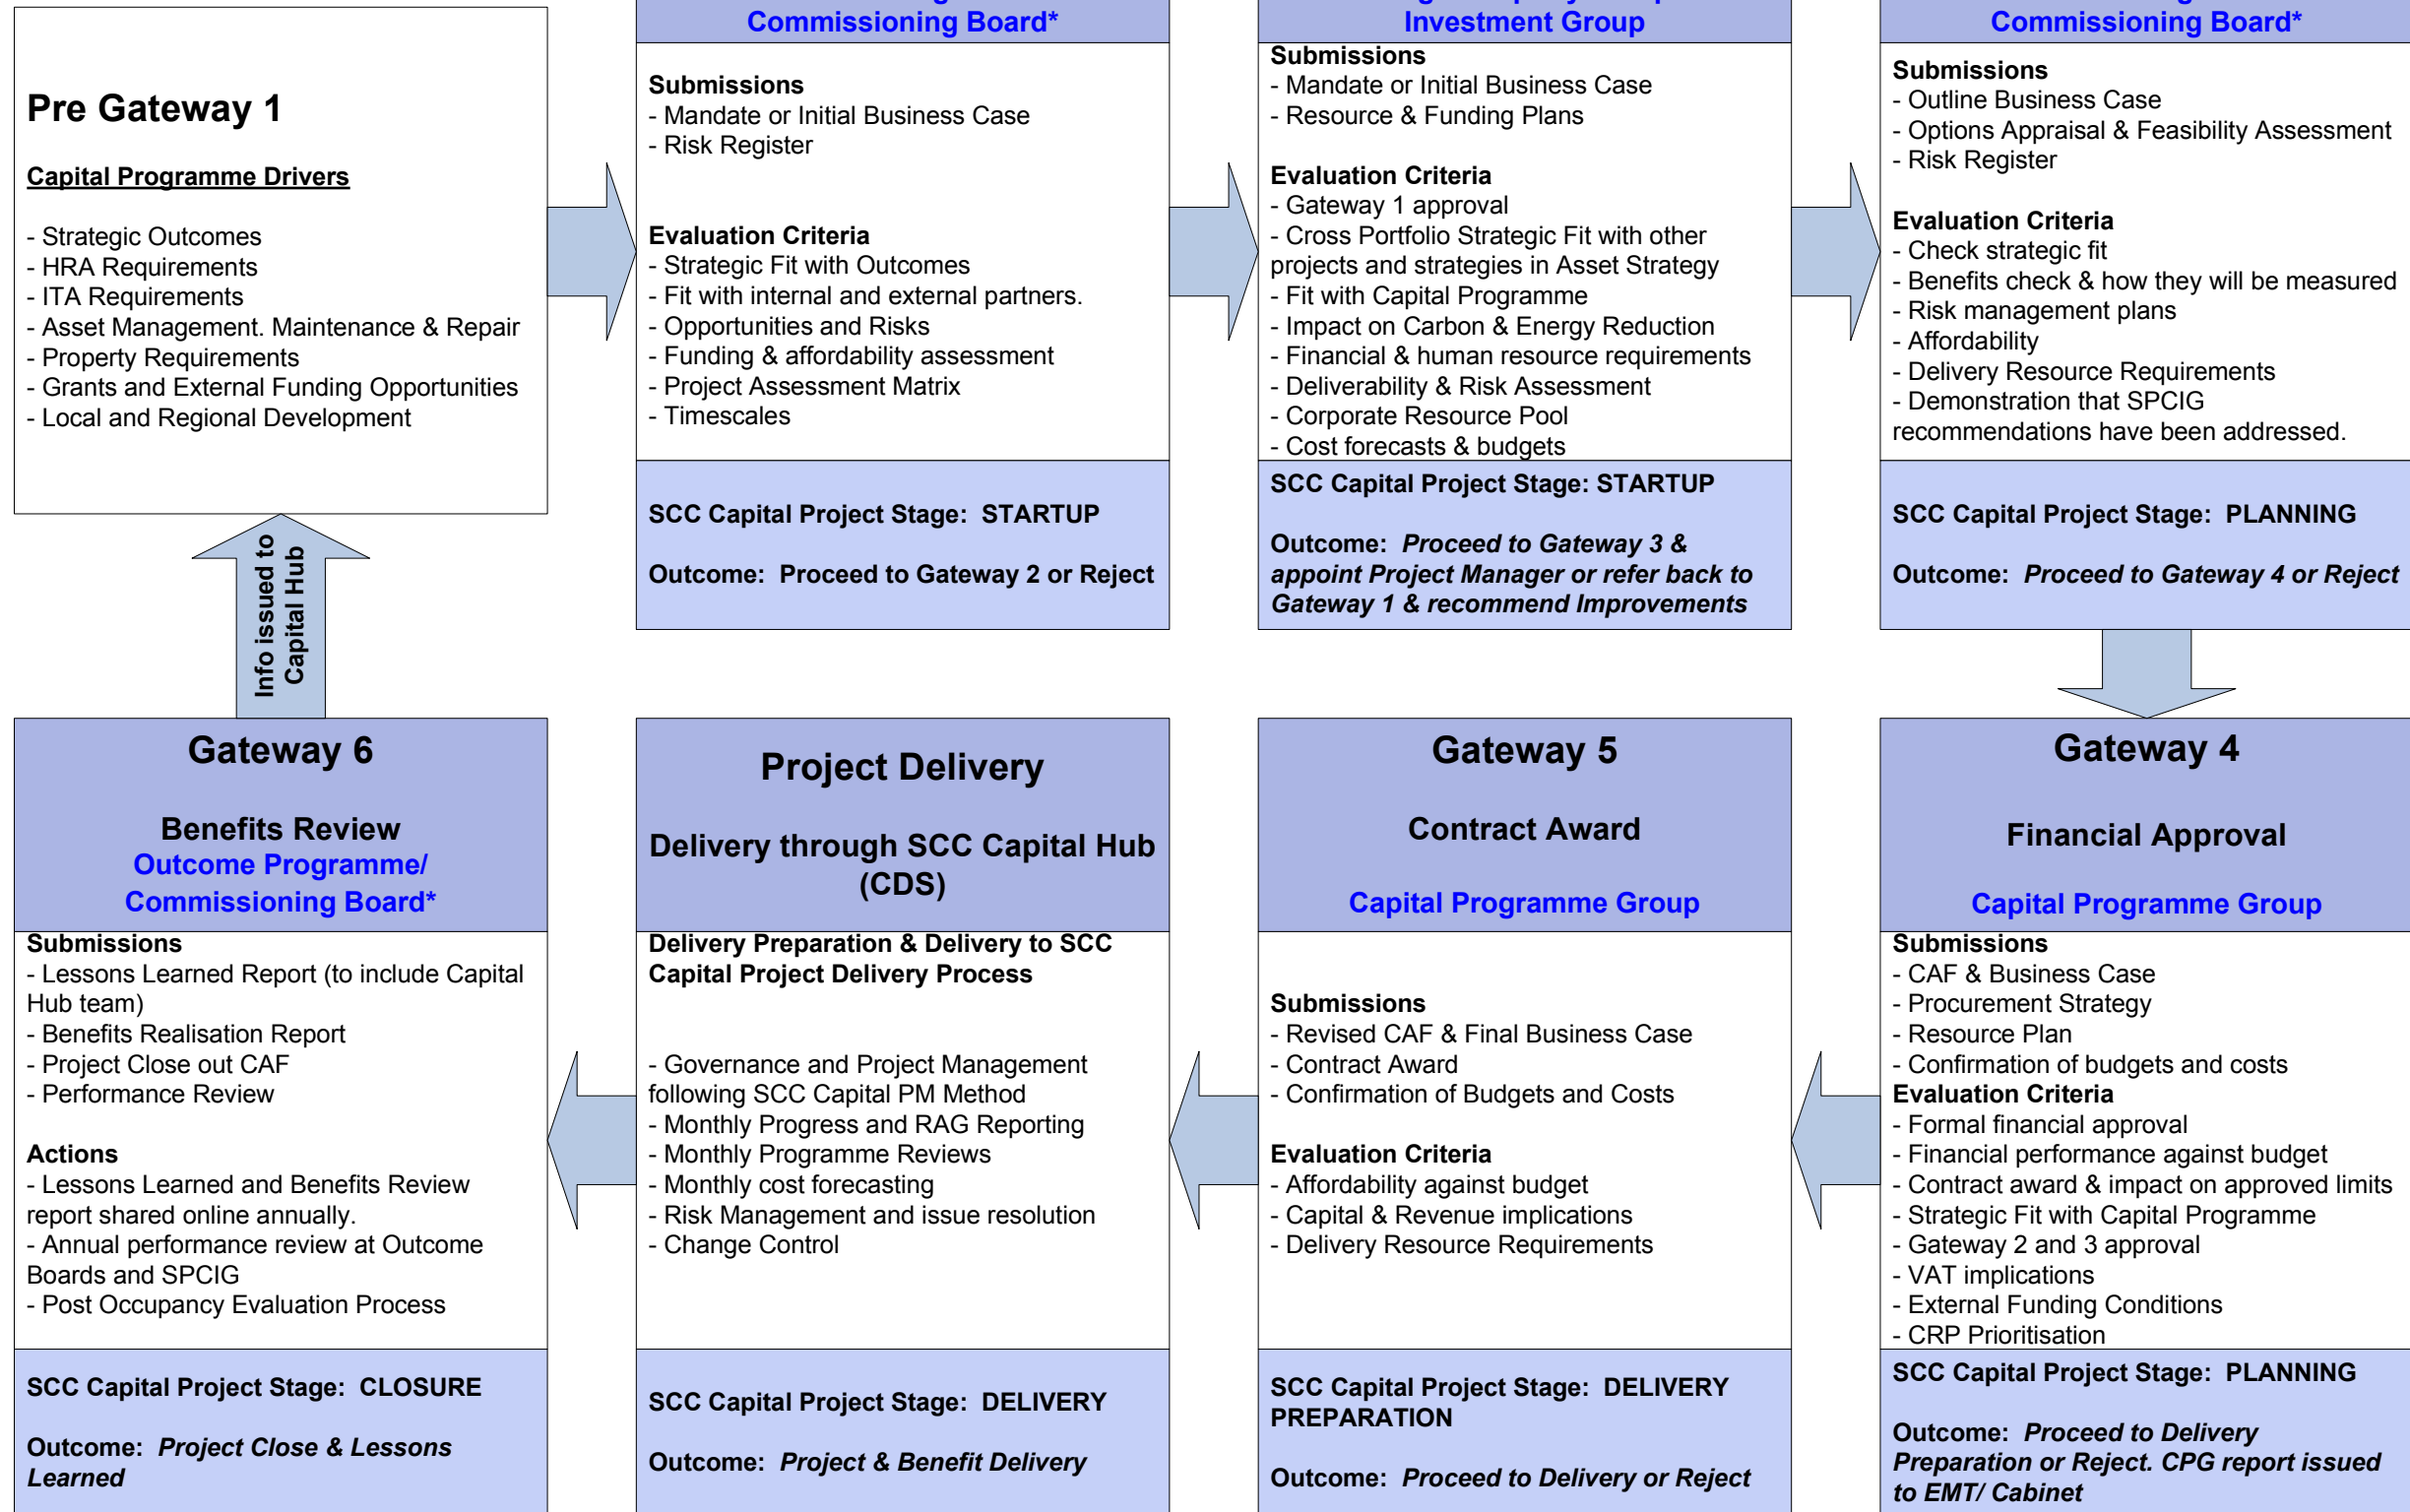 Pre Gateway 1
Capital Programme Drivers
- Strategic Outcomes
- HRA Requirements
- ITA Requirements
- Asset Management. Maintenance & Repair
- Property Requirements
- Grants and External Funding Opportunities
- Local and Regional Development
Commissioning Board*
Submissions
- Mandate or Initial Business Case
- Risk Register
Evaluation Criteria
- Strategic Fit with Outcomes
- Fit with internal and external partners.
- Opportunities and Risks
- Funding & affordability assessment
- Project Assessment Matrix
- Timescales
SCC Capital Project Stage: STARTUP
Outcome: Proceed to Gateway 2 or Reject
Investment Group
Submissions
- Mandate or Initial Business Case
- Resource & Funding Plans
Evaluation Criteria
- Gateway 1 approval
- Cross Portfolio Strategic Fit with other
projects and strategies in Asset Strategy
- Fit with Capital Programme
- Impact on Carbon & Energy Reduction
- Financial & human resource requirements
- Deliverability & Risk Assessment
- Corporate Resource Pool
- Cost forecasts & budgets
SCC Capital Project Stage: STARTUP
Outcome: Proceed to Gateway 3 &
appoint Project Manager or refer back to
Gateway 1 & recommend Improvements
Commissioning Board*
Submissions
- Outline Business Case
- Options Appraisal & Feasibility Assessment
- Risk Register
Evaluation Criteria
- Check strategic fit
- Benefits check & how they will be measured
- Risk management plans
- Affordability
- Delivery Resource Requirements
- Demonstration that SPCIG
recommendations have been addressed.
SCC Capital Project Stage: PLANNING
Outcome: Proceed to Gateway 4 or Reject
Info issued to
Capital Hub
Gateway 6
Benefits Review
Outcome Programme/
Commissioning Board*
Submissions
- Lessons Learned Report (to include Capital
Hub team)
- Benefits Realisation Report
- Project Close out CAF
- Performance Review
Actions
- Lessons Learned and Benefits Review
report shared online annually.
- Annual performance review at Outcome
Boards and SPCIG
- Post Occupancy Evaluation Process
SCC Capital Project Stage: CLOSURE
Outcome: Project Close & Lessons
Learned
Project Delivery
Delivery through SCC Capital Hub
(CDS)
Delivery Preparation & Delivery to SCC
Capital Project Delivery Process
- Governance and Project Management
following SCC Capital PM Method
- Monthly Progress and RAG Reporting
- Monthly Programme Reviews
- Monthly cost forecasting
- Risk Management and issue resolution
- Change Control
SCC Capital Project Stage: DELIVERY
Outcome: Project & Benefit Delivery
Gateway 5
Contract Award
Capital Programme Group
Submissions
- Revised CAF & Final Business Case
- Contract Award
- Confirmation of Budgets and Costs
Evaluation Criteria
- Affordability against budget
- Capital & Revenue implications
- Delivery Resource Requirements
SCC Capital Project Stage: DELIVERY
PREPARATION
Outcome: Proceed to Delivery or Reject
Gateway 4
Financial Approval
Capital Programme Group
Submissions
- CAF & Business Case
- Procurement Strategy
- Resource Plan
- Confirmation of budgets and costs
Evaluation Criteria
- Formal financial approval
- Financial performance against budget
- Contract award & impact on approved limits
- Strategic Fit with Capital Programme
- Gateway 2 and 3 approval
- VAT implications
- External Funding Conditions
- CRP Prioritisation
SCC Capital Project Stage: PLANNING
Outcome: Proceed to Delivery
Preparation or Reject. CPG report issued
to EMT/ Cabinet